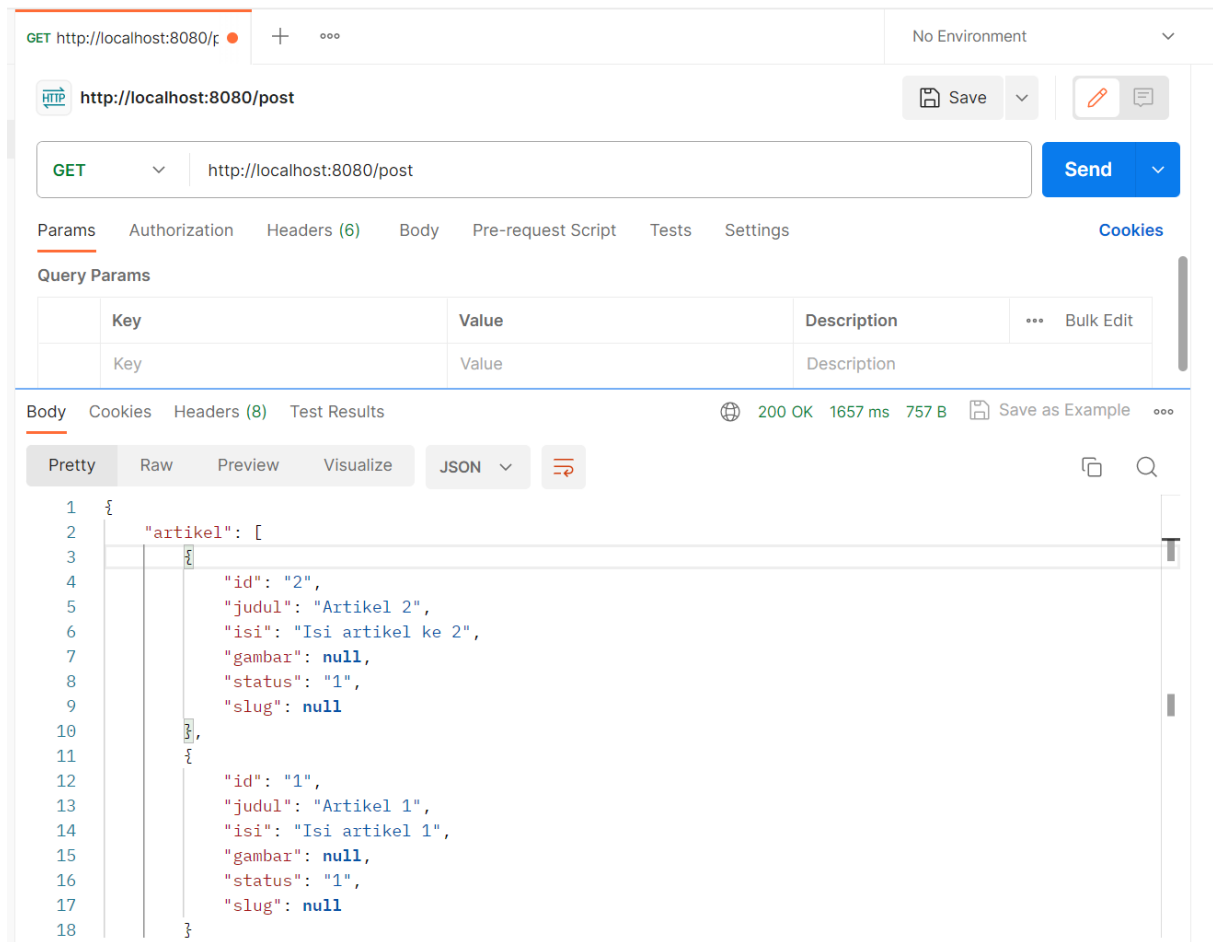 GET http://localhost:8080/p No Environment
HTTP http://localhost:8080/post Save
GET http://localhost:8080/post Send
Params Authorization Headers (6) Body Pre-request Script Tests Settings Cookies
Query Params
Key Value Description Bulk Edit
Key Value Description
Body Cookies Headers (8) Test Results 200 OK 1657 ms 757 B Save as Example
Pretty Raw Preview Visualize JSON
1 {
2 "artikel": [
3 {
4 "id": "2",
5 "judul": "Artikel 2",
6 "isi": "Isi artikel ke 2",
7 "gambar": null,
8 "status": "1",
9 "slug": null
10 },
11 {
12 "id": "1",
13 "judul": "Artikel 1",
14 "isi": "Isi artikel 1",
15 "gambar": null,
16 "status": "1",
17 "slug": null
18 }